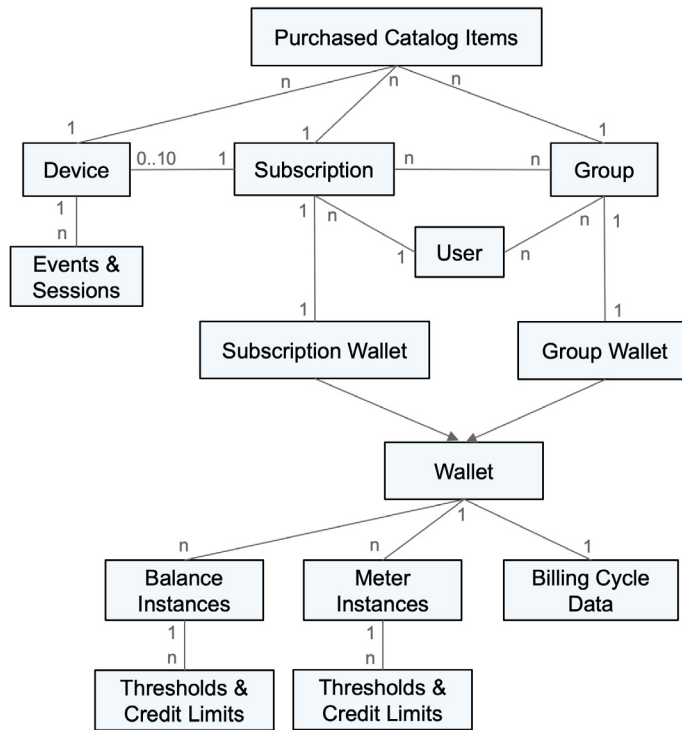 Purchased Catalog Items
n
n
n
1
1
1
Device
0..10
1
Subscription
n
n
Group
1
n
1
n
n
1
User
1
n
Events &
Sessions
1
1
Subscription Wallet
Group Wallet
Wallet
1
n
n
1
Balance
Instances
Meter
Instances
Billing Cycle
Data
1
n
1
n
Thresholds &
Credit Limits
Thresholds &
Credit Limits